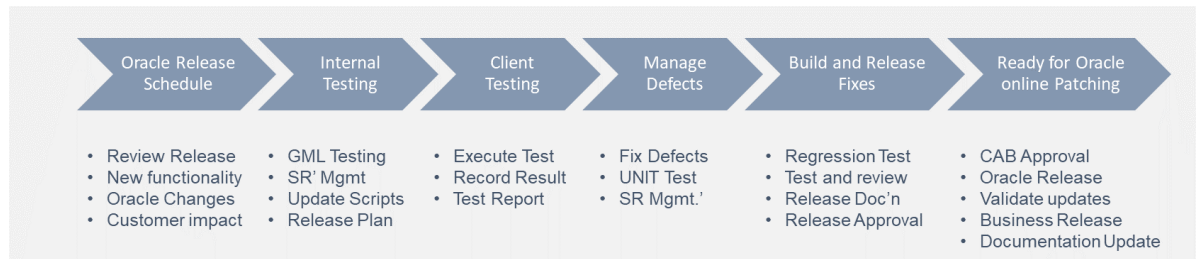 Oracle Release
Schedule
Internal
Testing
Client
Testing
Manage
Defects
Build and Release
Fixes
Ready for Oracle
online Patching
• Review Release
• New functionality
• Oracle Changes
• Customer impact
• GML Testing
• SR’ Mgmt
• Update Scripts
• Release Plan
• Execute Test
• Record Result
• Test Report
• Fix Defects
• UNIT Test
• SR Mgmt.’
• Regression Test
• Test and review
• Release Doc’n
• Release Approval
• CAB Approval
• Oracle Release
• Validate updates
• Business Release
• Documentation Update